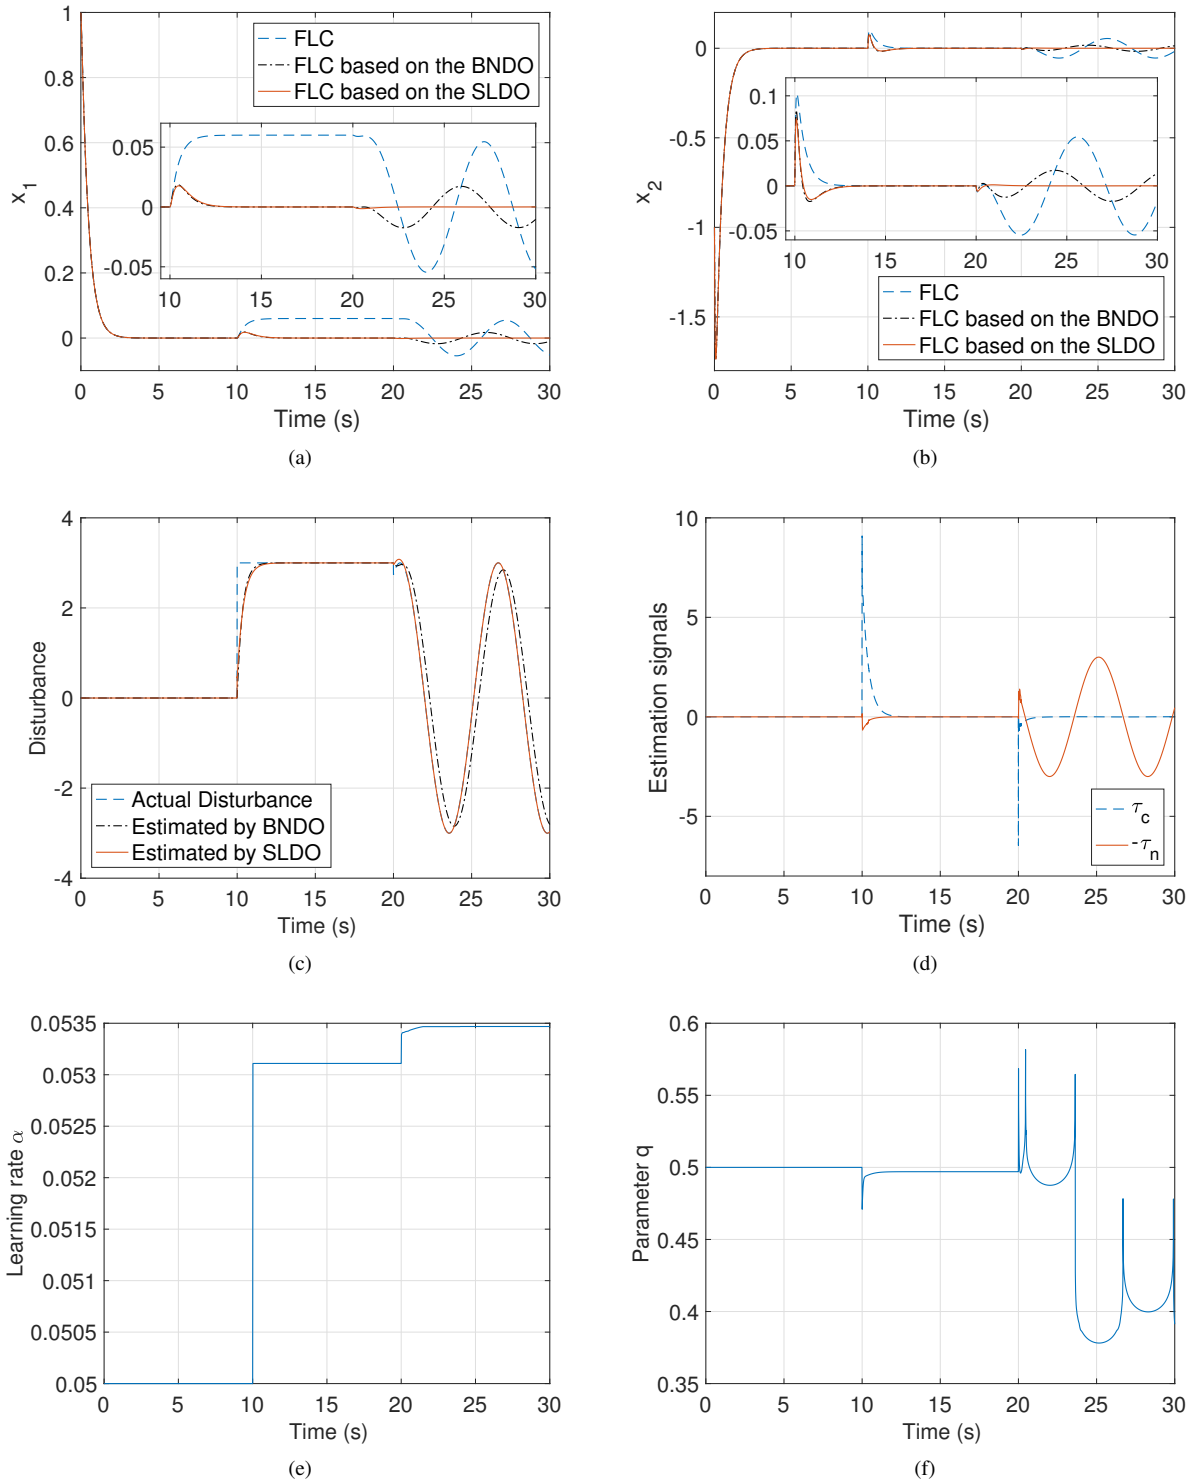 1
0.8
0.6
0.4
0.2
0
x1
FLC
FLC based on the BNDO
FLC based on the SLDO
0.05
0
-0.05
10 15 20 25 30
0 5 10 15 20 25 30
Time (s)
(a)
0
-0.5
-1
-1.5
x2
0.1
0.05
0
-0.05
10 15 20 25 30
FLC
FLC based on the BNDO
FLC based on the SLDO
0 5 10 15 20 25 30
Time (s)
(b)
4
2
0
-2
-4
Disturbance
Actual Disturbance
Estimated by BNDO
Estimated by SLDO
0 5 10 15 20 25 30
Time (s)
(c)
10
5
0
-5
Estimation signals
τc
-τn
0 5 10 15 20 25 30
Time (s)
(d)
0.0535
0.053
0.0525
0.052
0.0515
0.051
0.0505
0.05
Learning rate α
0 5 10 15 20 25 30
Time (s)
(e)
0.6
0.55
0.5
0.45
0.4
0.35
Parameter q
0 5 10 15 20 25 30
Time (s)
(f)